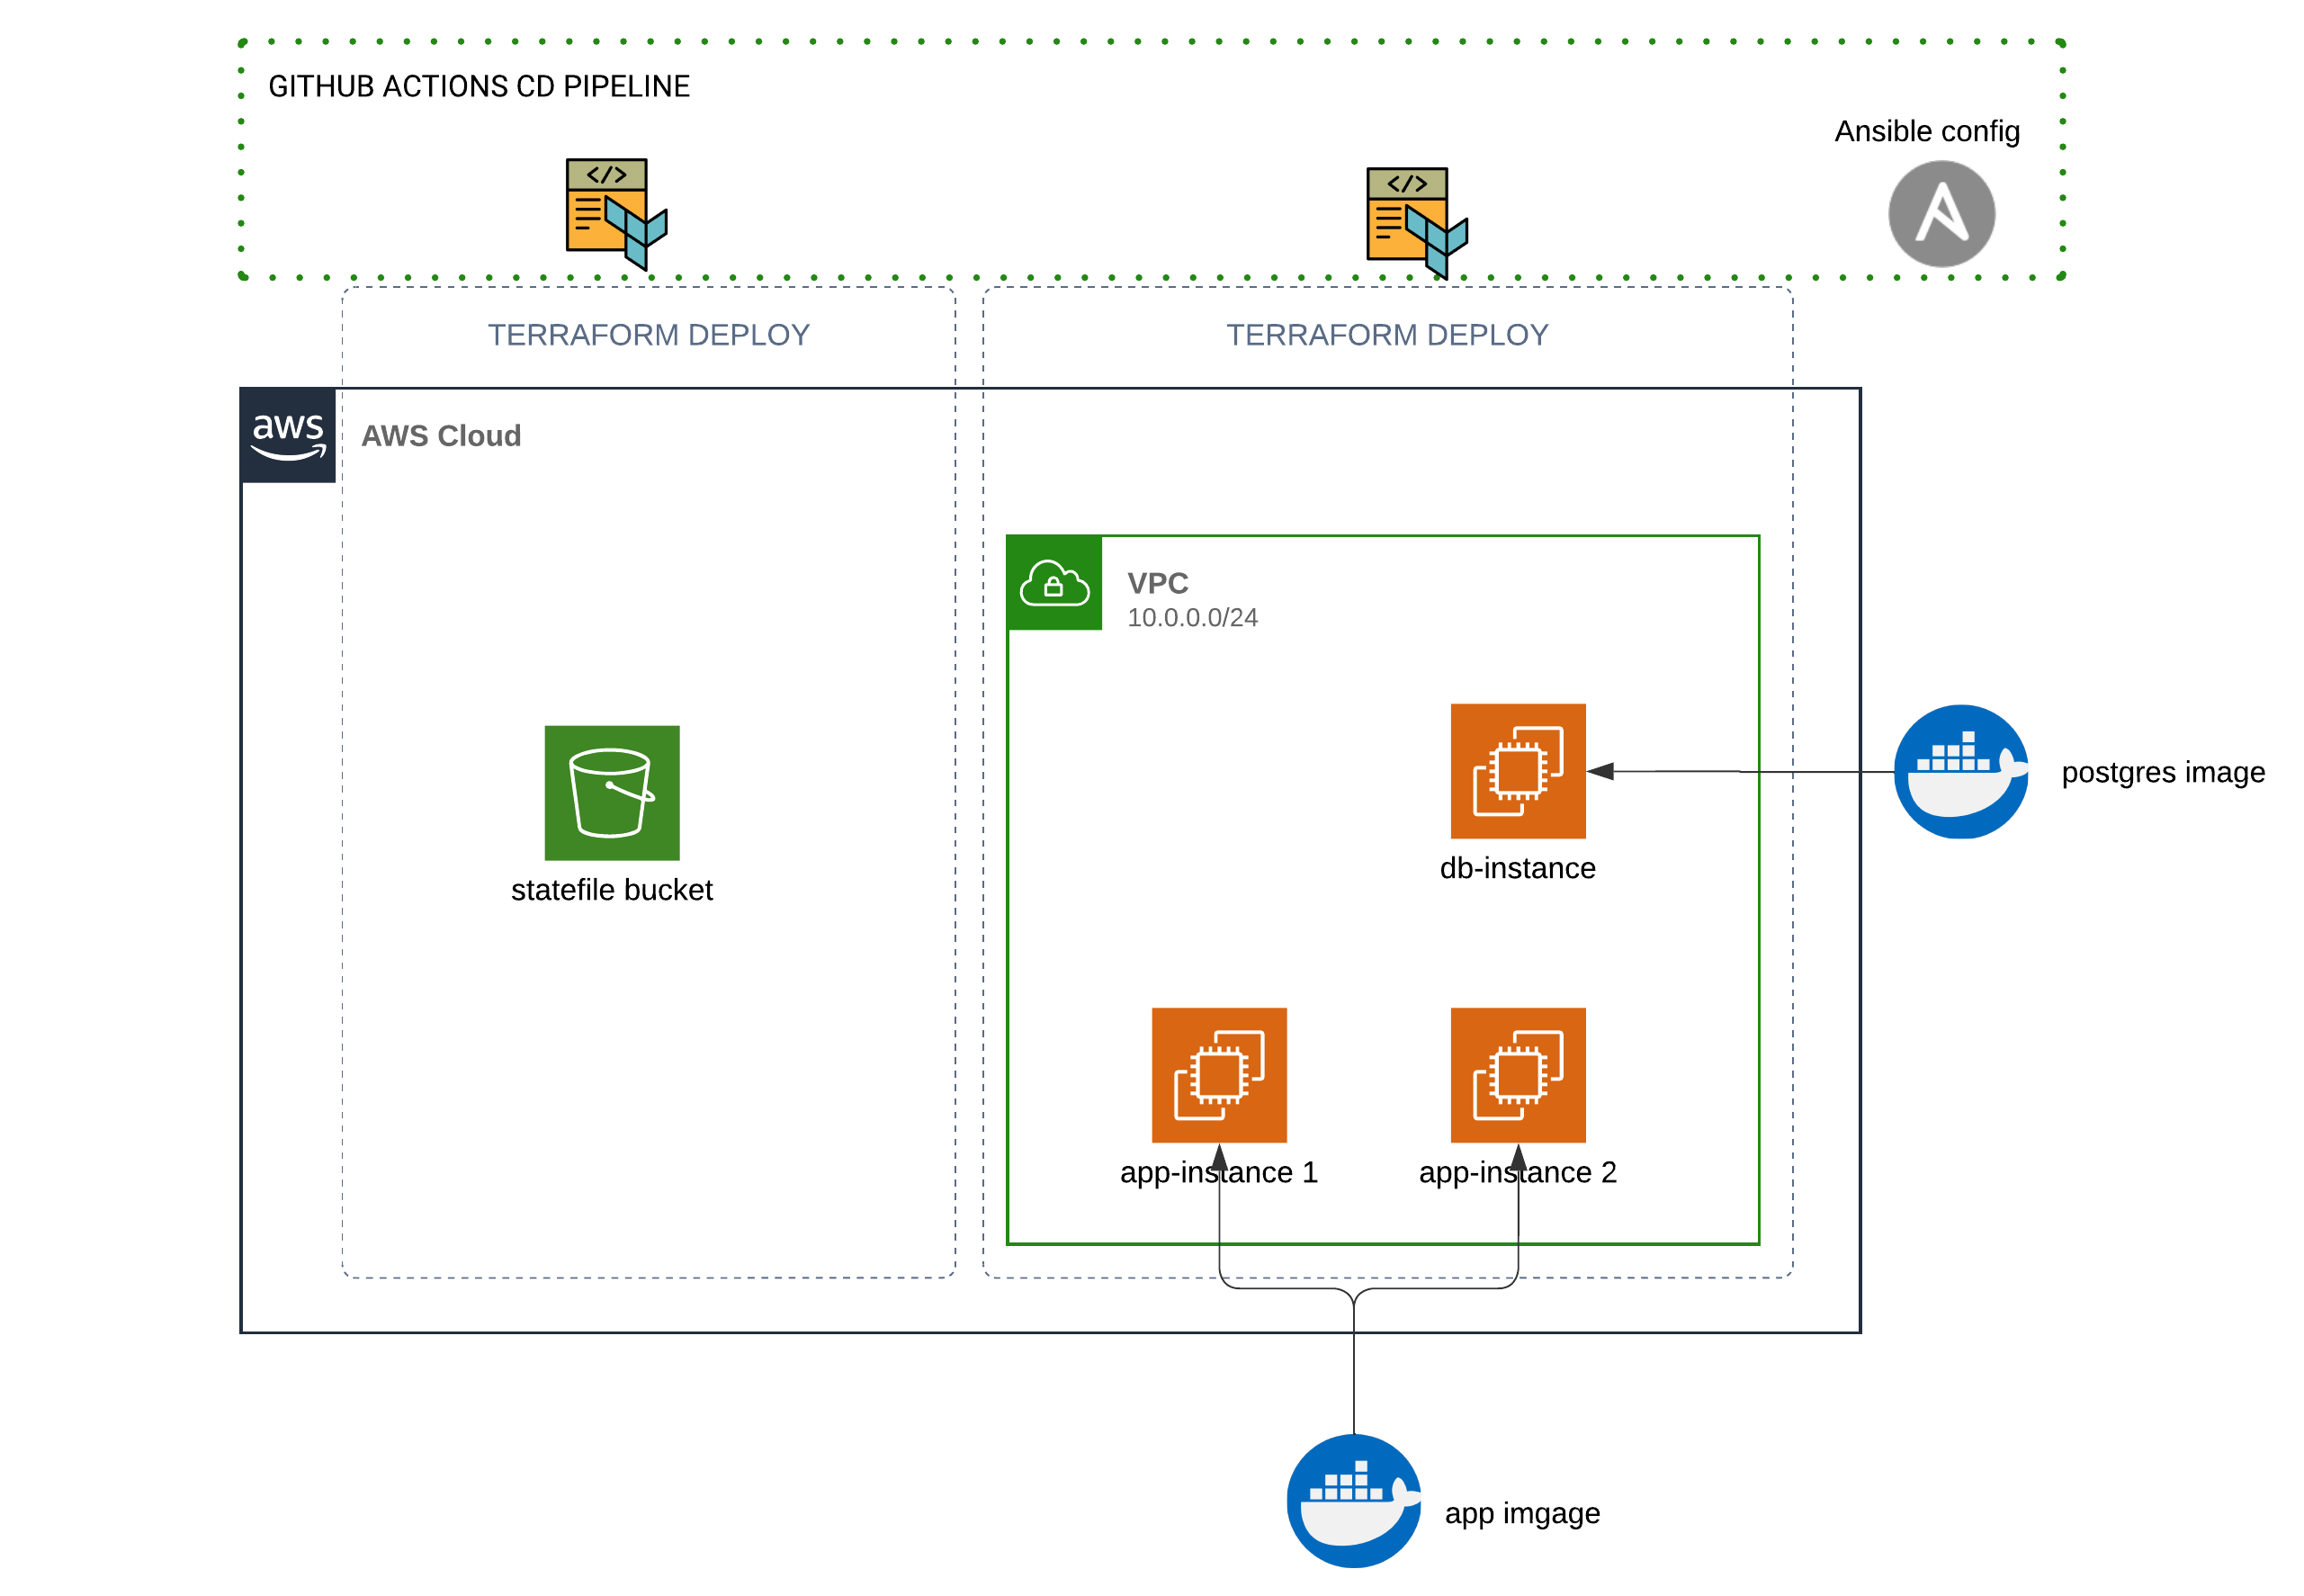 GITHUB ACTIONS CD PIPELINE
Ansible config
</>
</>
TERRAFORM DEPLOY
TERRAFORM DEPLOY
aws
AWS Cloud
VPC
10.0.0.0/24
postgres image
db-instance
statefile bucket
app-instance 1
app-instance 2
app imgage